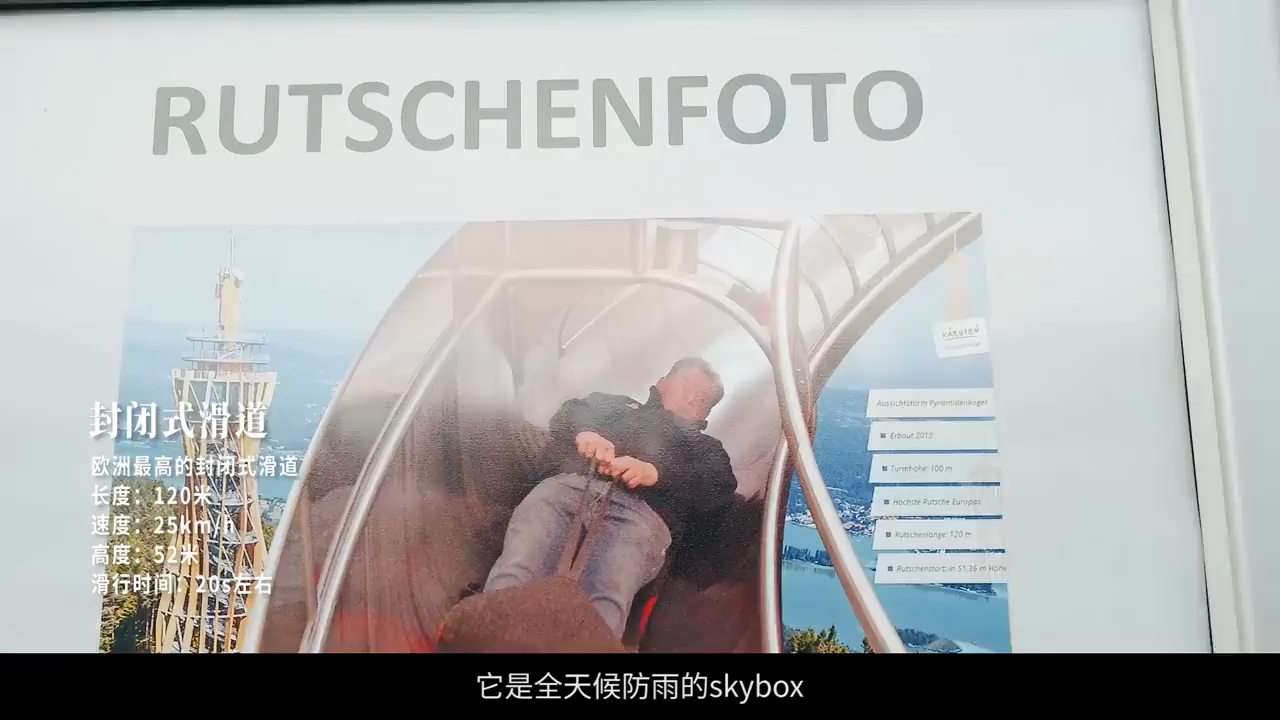 RUTSCHENFOTO
KÄRNTEN
Aussichtsturm Pyramidenkogel
Erbaut 2013
Turmhöhe: 100 m
Höchste Rutsche Europas
Rutschenlänge: 120 m
Rutschenstart: in 51,36 m Höhe
封闭式滑道
欧洲最高的封闭式滑道
长度：120米
速度：25km/h
高度：52米
滑行时间：20s左右
它是全天候防雨的skybox